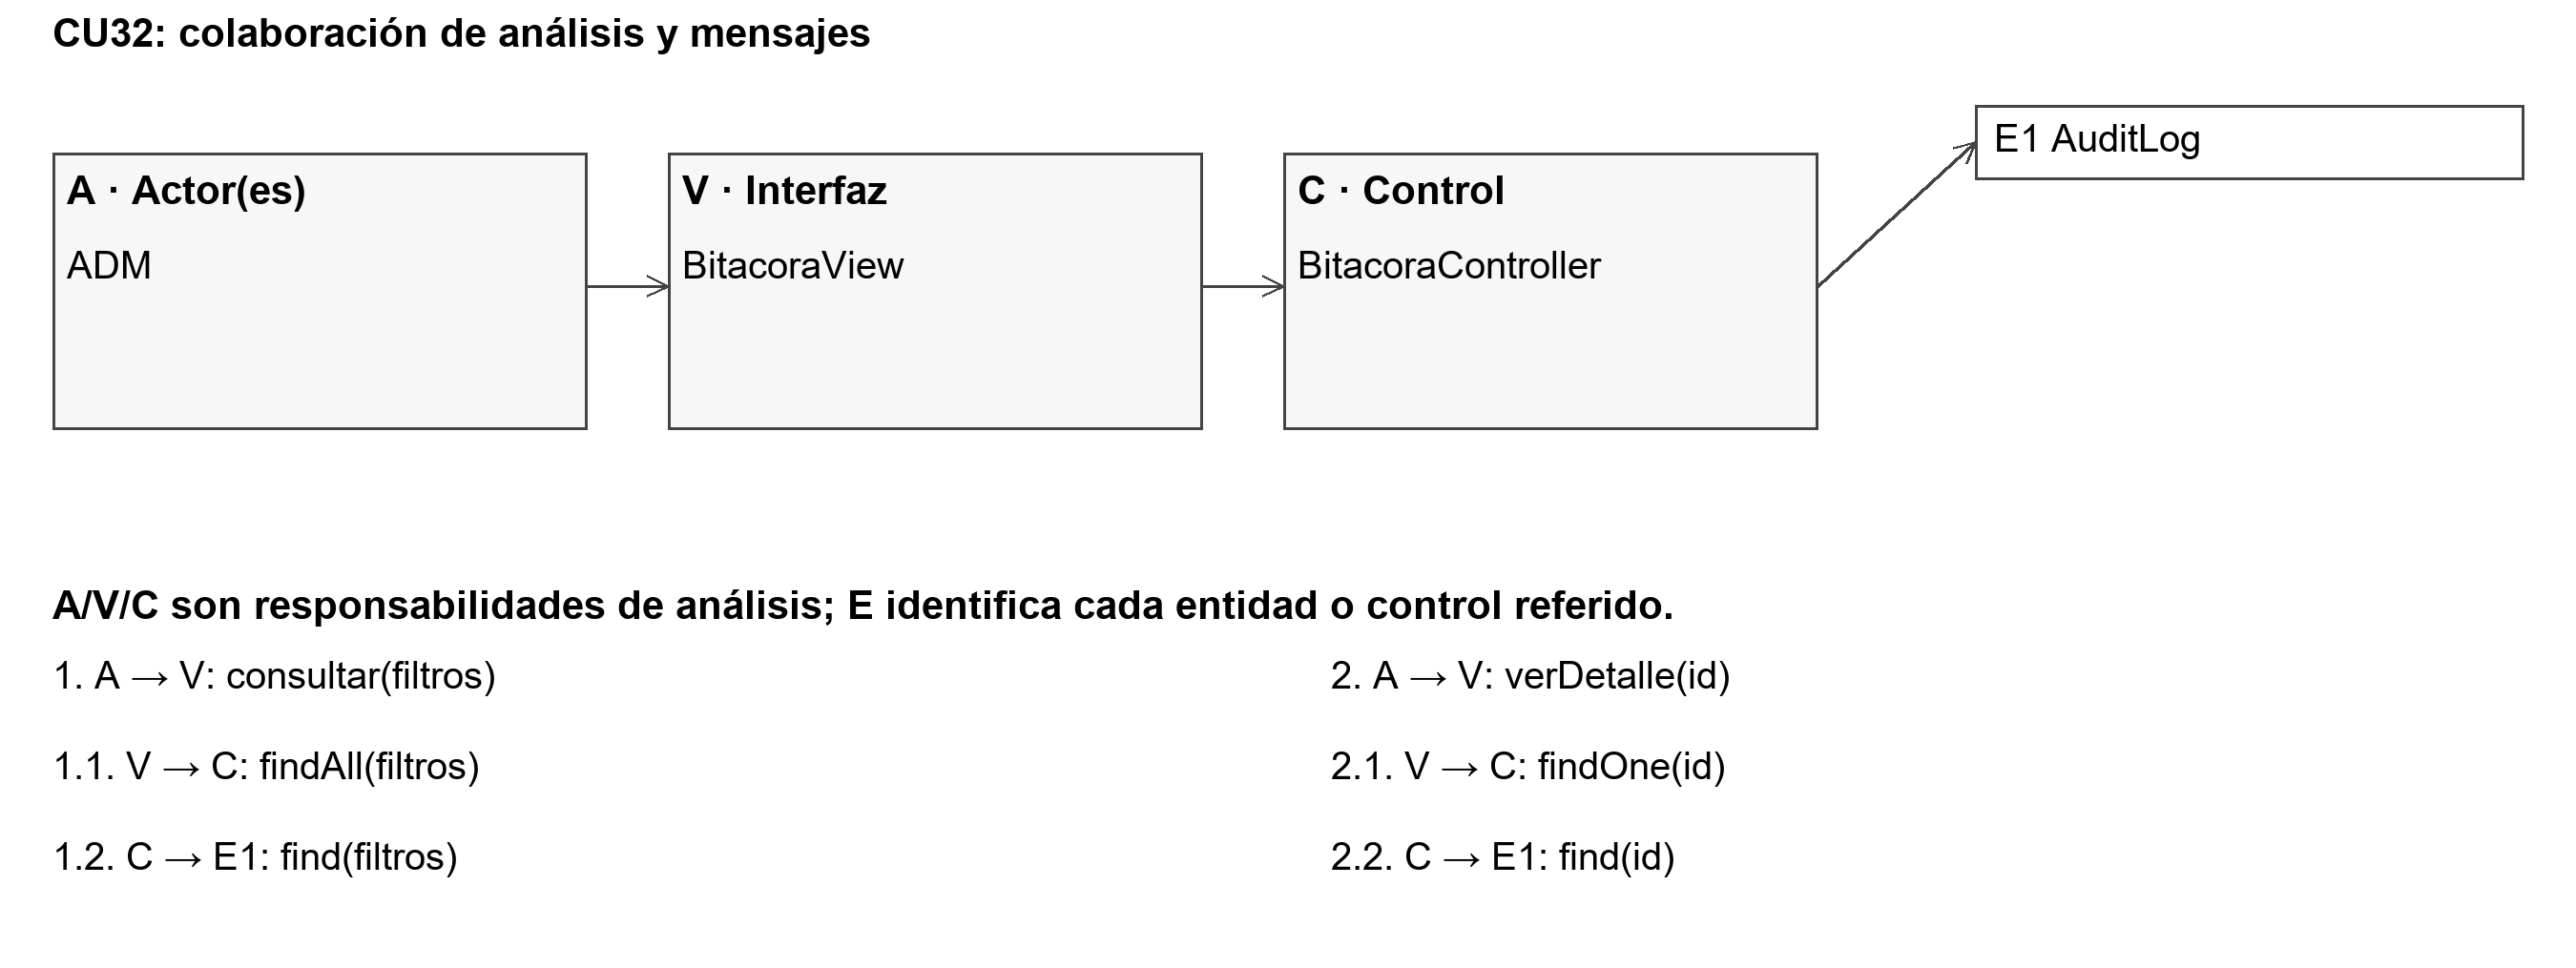 CU32: colaboración de análisis y mensajes
E1 AuditLog
A · Actor(es)
ADM
V · Interfaz
BitacoraView
C · Control
BitacoraController
A/V/C son responsabilidades de análisis; E identifica cada entidad o control referido.
1. A → V: consultar(filtros)
2. A → V: verDetalle(id)
1.1. V → C: findAll(filtros)
2.1. V → C: findOne(id)
1.2. C → E1: find(filtros)
2.2. C → E1: find(id)